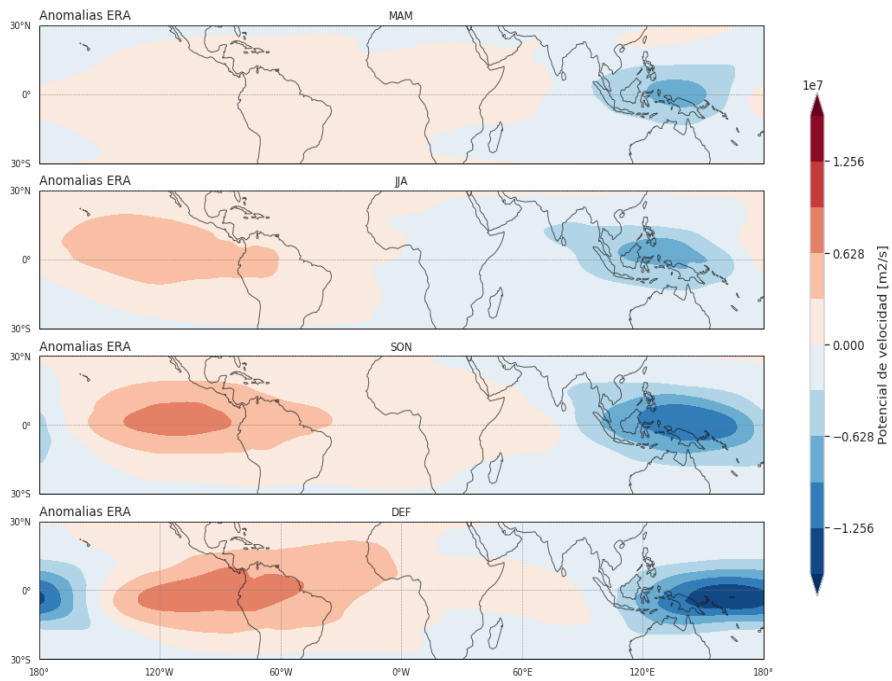 Anomalias ERA MAM
30°N
0°
30°S
Anomalias ERA JJA
30°N
0°
30°S
Anomalias ERA SON
30°N
0°
30°S
Anomalias ERA DEF
30°N
0°
30°S
180° 120°W 60°W 0°W 60°E 120°E 180°
1e7
1.256
0.628
0.000
−0.628
−1.256
Potencial de velocidad [m2/s]